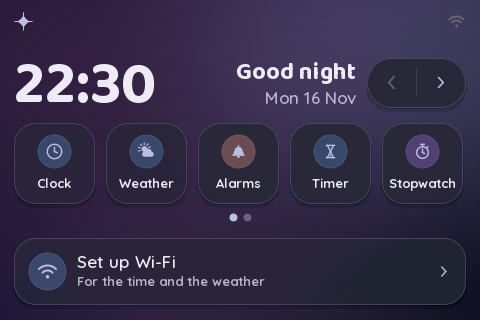 22:30
Good night
Mon 16 Nov
Clock
Weather
Alarms
Timer
Stopwatch
Set up Wi-Fi
For the time and the weather